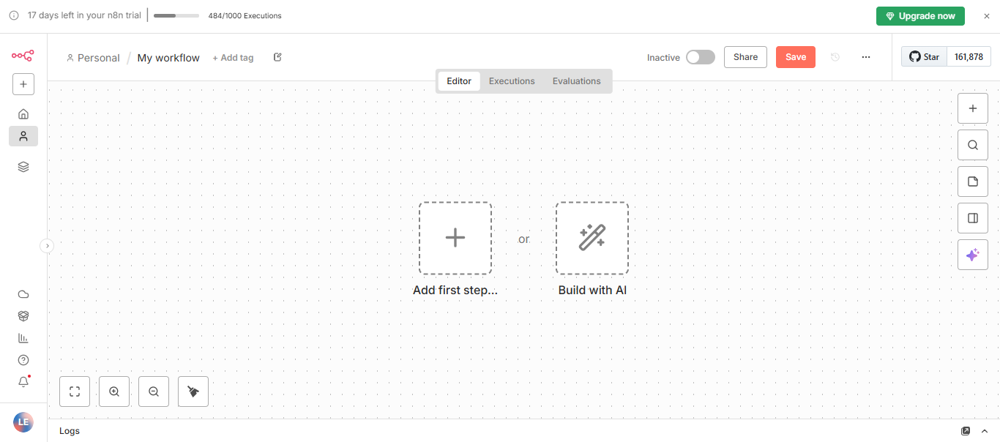 17 days left in your n8n trial
484/1000 Executions
Upgrade now
Personal / My workflow
+ Add tag
Inactive
Share
Save
Star
161,878
Editor
Executions
Evaluations
or
Add first step...
Build with AI
LE
Logs